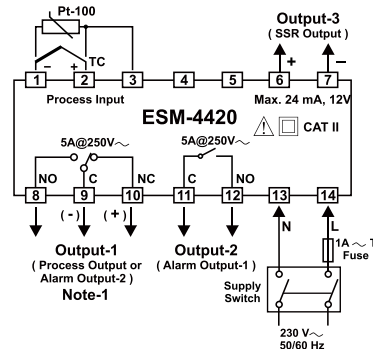 Pt-100
TC
– +
1 2 3 4 5 6 7
Process Input
Output-3
( SSR Output )
+ –
Max. 24 mA, 12V
ESM-4420
CAT II
5A@250V~
5A@250V~
NO C NC C NO
8 9 10 11 12 13 14
(-) (+)
N L
Output-1
( Process Output or
Alarm Output-2 )
Note-1
Output-2
( Alarm Output-1 )
1A ~ T
Fuse
Supply
Switch
230 V~
50/60 Hz